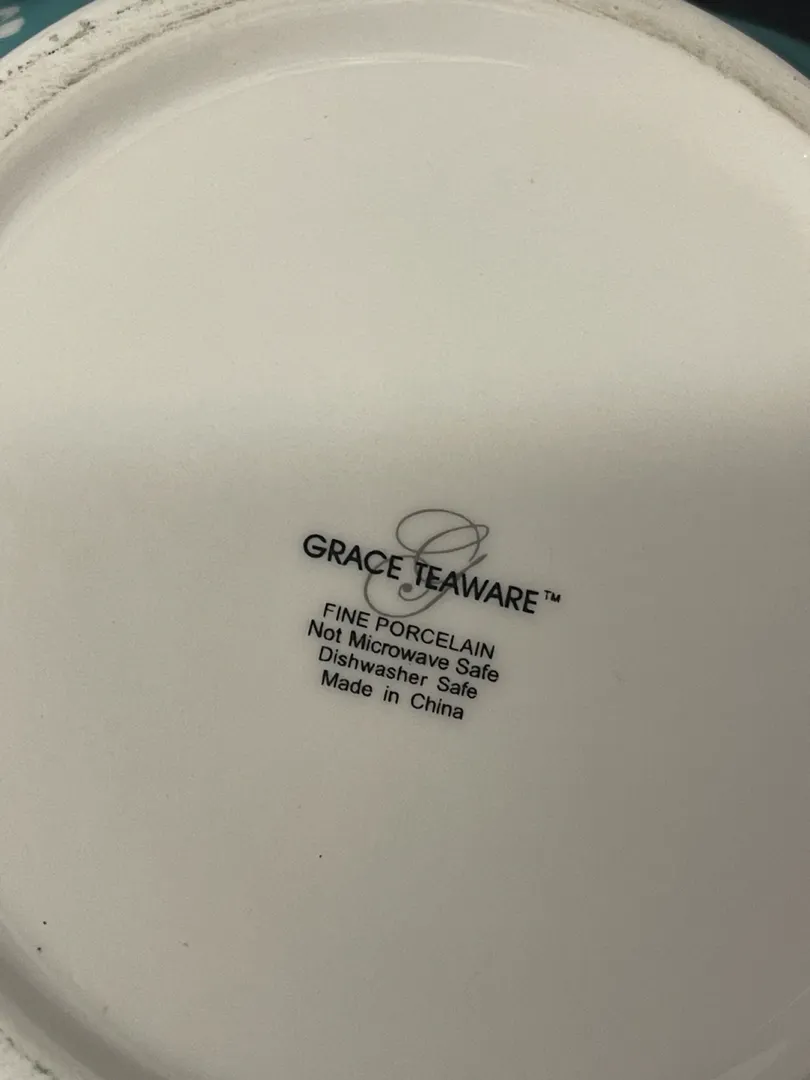 GRACE TEAWARE™
FINE PORCELAIN
Not Microwave Safe
Dishwasher Safe
Made in China